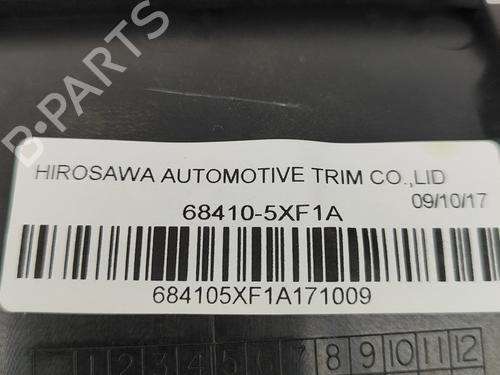 B-PARTS
HIROSAWA AUTOMOTIVE TRIM CO.,LID
09/10/17
68410-5XF1A
684105XF1A171009
1 2 3 4 5 6 7 8 9 10 11 12